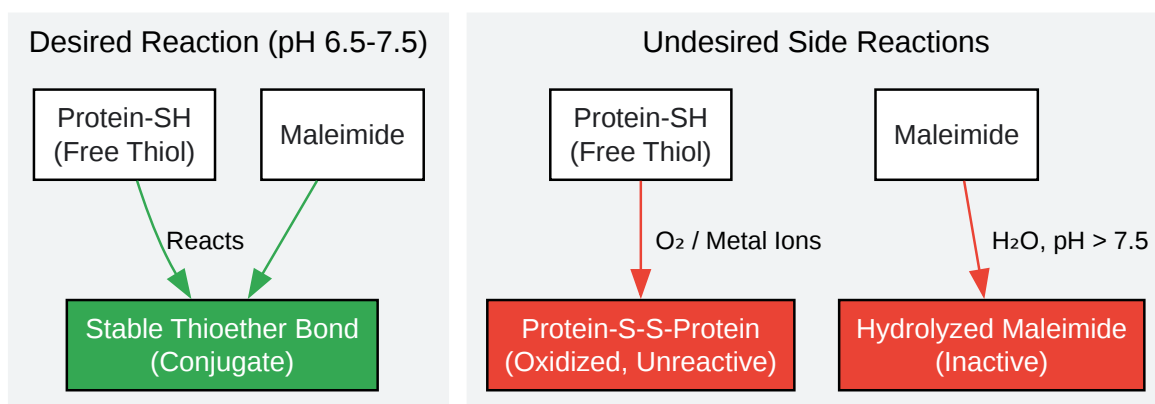 Desired Reaction (pH 6.5-7.5)
Protein-SH
(Free Thiol)
Maleimide
Reacts
Stable Thioether Bond
(Conjugate)
Undesired Side Reactions
Protein-SH
(Free Thiol)
Maleimide
O₂ / Metal Ions
H₂O, pH > 7.5
Protein-S-S-Protein
(Oxidized, Unreactive)
Hydrolyzed Maleimide
(Inactive)